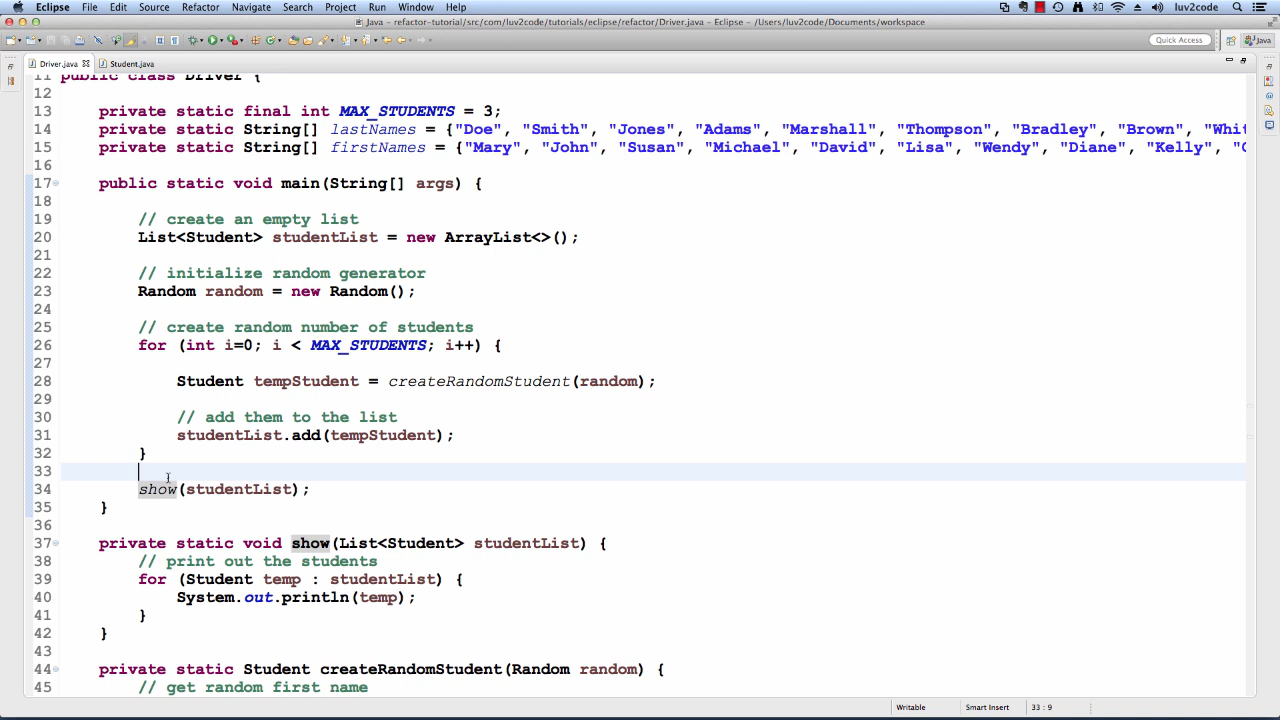 Eclipse File Edit Source Refactor Navigate Search Project Run Window Help luv2code
Java - refactor-tutorial/src/com/luv2code/tutorials/eclipse/refactor/Driver.java - Eclipse - /Users/luv2code/Documents/workspace
Quick Access Java
Driver.java Student.java
11 public class Driver {
12
13 private static final int MAX_STUDENTS = 3;
14 private static String[] lastNames = {"Doe", "Smith", "Jones", "Adams", "Marshall", "Thompson", "Bradley", "Brown", "Whit
15 private static String[] firstNames = {"Mary", "John", "Susan", "Michael", "David", "Lisa", "Wendy", "Diane", "Kelly", "
16
17 public static void main(String[] args) {
18
19 // create an empty list
20 List<Student> studentList = new ArrayList<>();
21
22 // initialize random generator
23 Random random = new Random();
24
25 // create random number of students
26 for (int i=0; i < MAX_STUDENTS; i++) {
27
28 Student tempStudent = createRandomStudent(random);
29
30 // add them to the list
31 studentList.add(tempStudent);
32 }
33
34 show(studentList);
35 }
36
37 private static void show(List<Student> studentList) {
38 // print out the students
39 for (Student temp : studentList) {
40 System.out.println(temp);
41 }
42 }
43
44 private static Student createRandomStudent(Random random) {
45 // get random first name
Writable Smart Insert 33 : 9